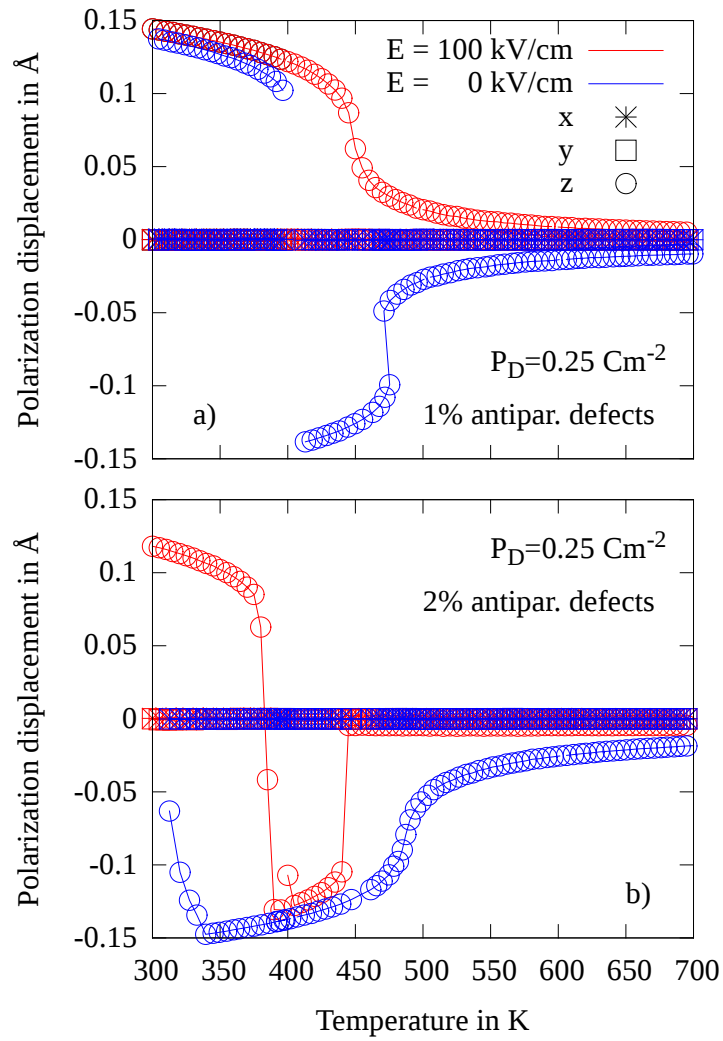 0.15
0.1
0.05
0
-0.05
-0.1
-0.15
Polarization displacement in Å
E = 100 kV/cm
E = 0 kV/cm
x
y
z
P_D=0.25 Cm^-2
a)
1% antipar. defects
0.15
0.1
0.05
0
-0.05
-0.1
-0.15
Polarization displacement in Å
P_D=0.25 Cm^-2
2% antipar. defects
b)
300 350 400 450 500 550 600 650 700
Temperature in K